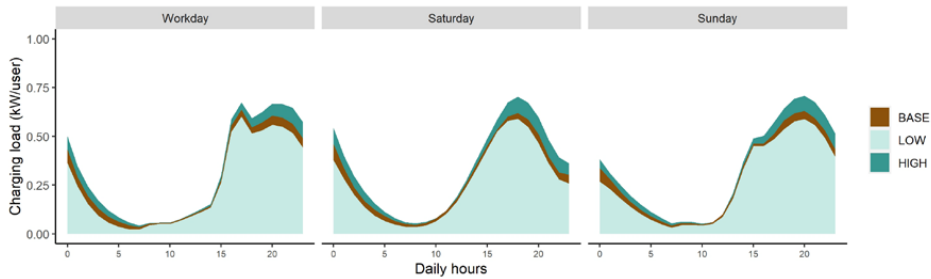 Workday Saturday Sunday
1.00
0.75
0.50
0.25
0.00
Charging load (kW/user)
0 5 10 15 20 0 5 10 15 20 0 5 10 15 20
Daily hours
BASE
LOW
HIGH